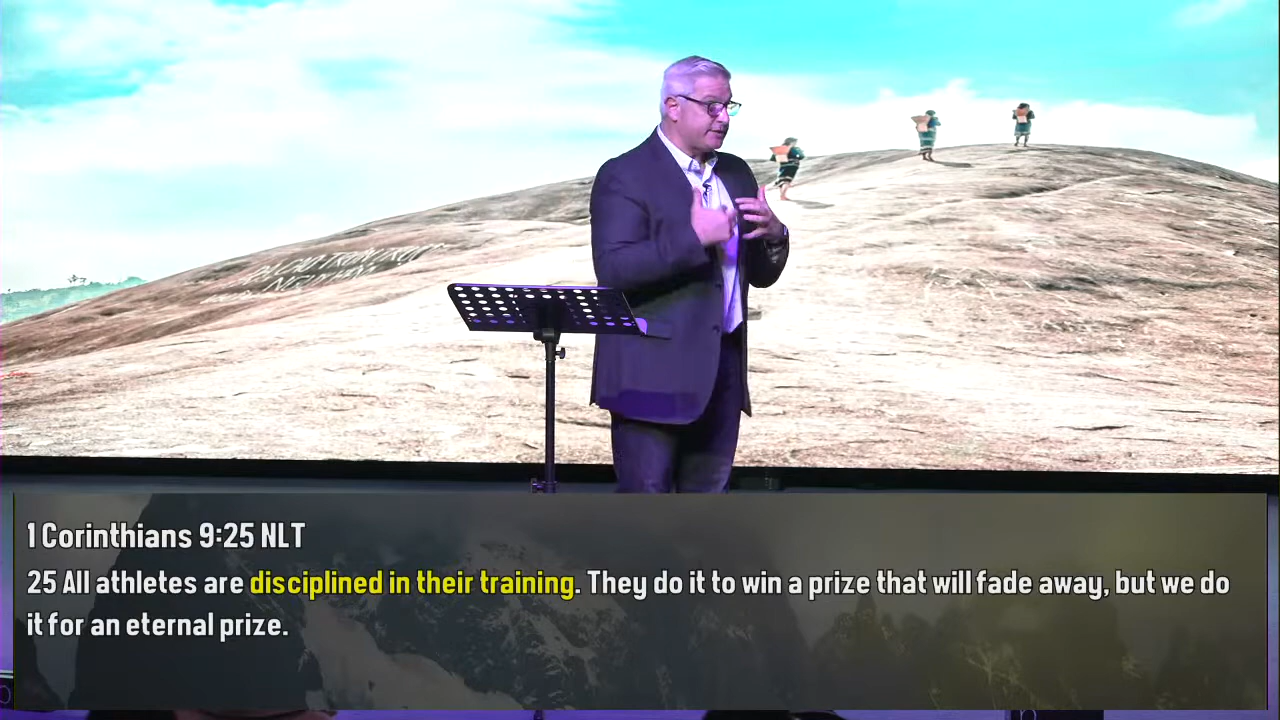 1 Corinthians 9:25 NLT
25 All athletes are disciplined in their training. They do it to win a prize that will fade away, but we do
it for an eternal prize.